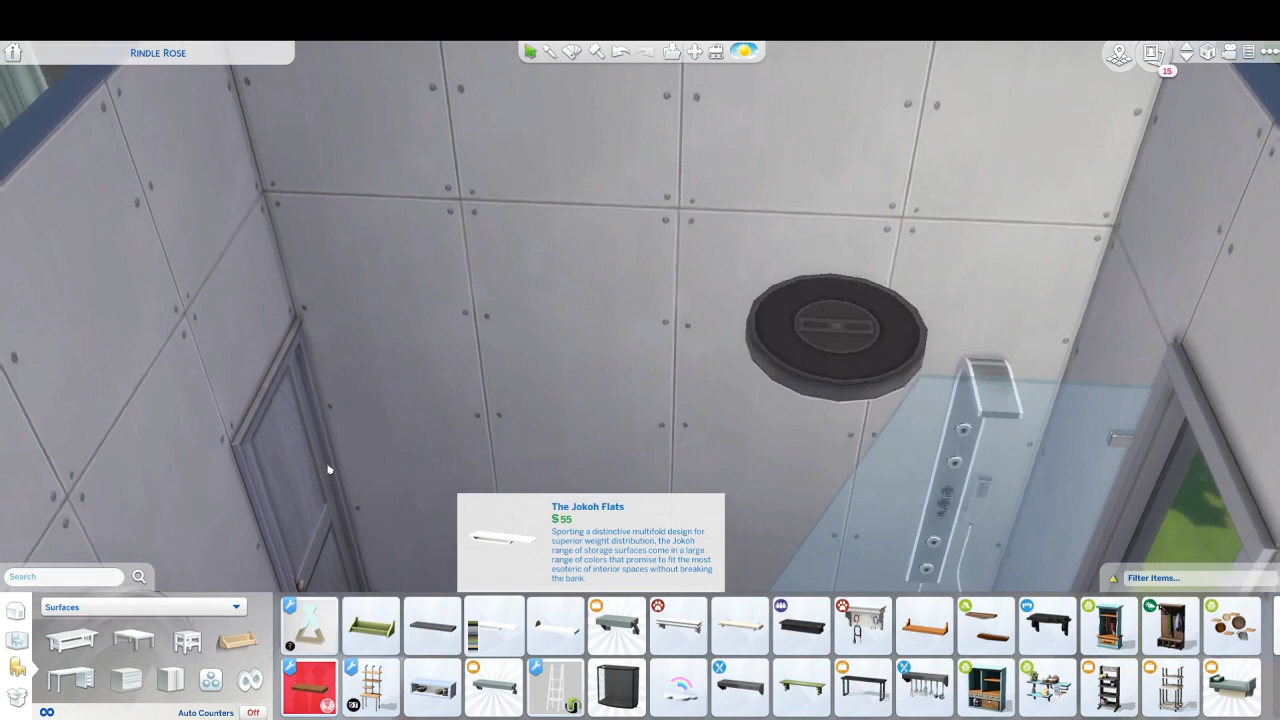 RINDLE ROSE
15
The Jokoh Flats
§55
Sporting a distinctive multifold design for
superior weight distribution, the Jokoh
range of storage surfaces come in a large
range of colors that promise to fit the most
esoteric of interior spaces without breaking
the bank.
Search
Filter Items...
Surfaces
Auto Counters
Off